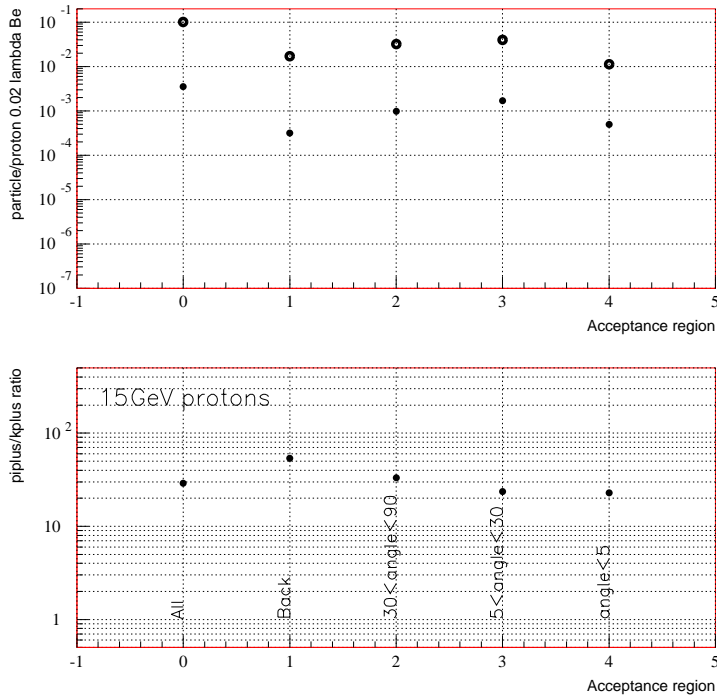 particle/proton 0.02 lambda Be
10 -1
10 -2
10 -3
10 -4
10 -5
10 -6
10 -7
-1 0 1 2 3 4 5
Acceptance region
piplus/kplus ratio
15GeV protons
10 2
10
1
All
Back
30<angle<90
5<angle<30
angle<5
-1 0 1 2 3 4 5
Acceptance region